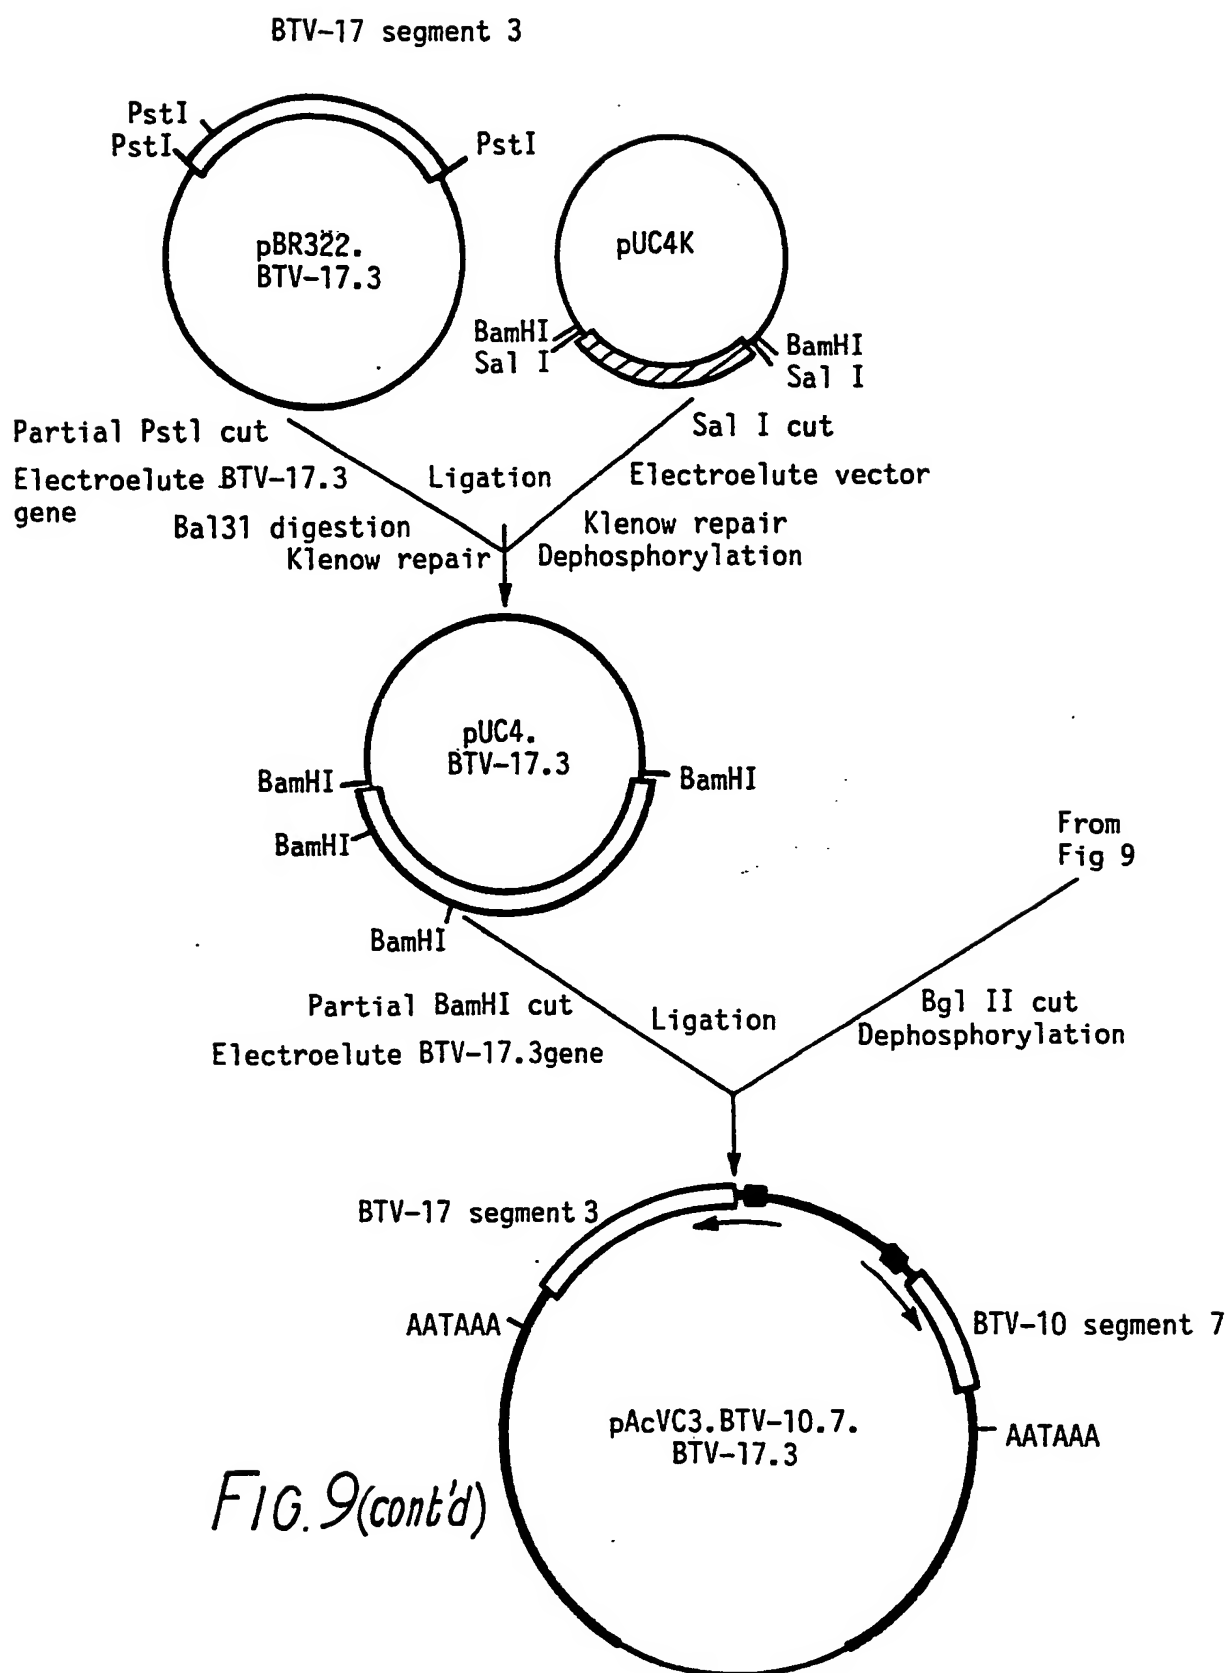 BTV-17 segment 3
PstI
PstI
PstI
pBR322.
BTV-17.3
pUC4K
BamHI
Sal I
BamHI
Sal I
Partial PstI cut
Electroelute BTV-17.3
gene
Bal31 digestion
Klenow repair
Ligation
Sal I cut
Electroelute vector
Klenow repair
Dephosphorylation
pUC4.
BTV-17.3
BamHI
BamHI
BamHI
BamHI
From
Fig 9
Partial BamHI cut
Electroelute BTV-17.3gene
Ligation
Bgl II cut
Dephosphorylation
BTV-17 segment 3
AATAAA
BTV-10 segment 7
AATAAA
pAcVC3.BTV-10.7.
BTV-17.3
FIG. 9(cont'd)